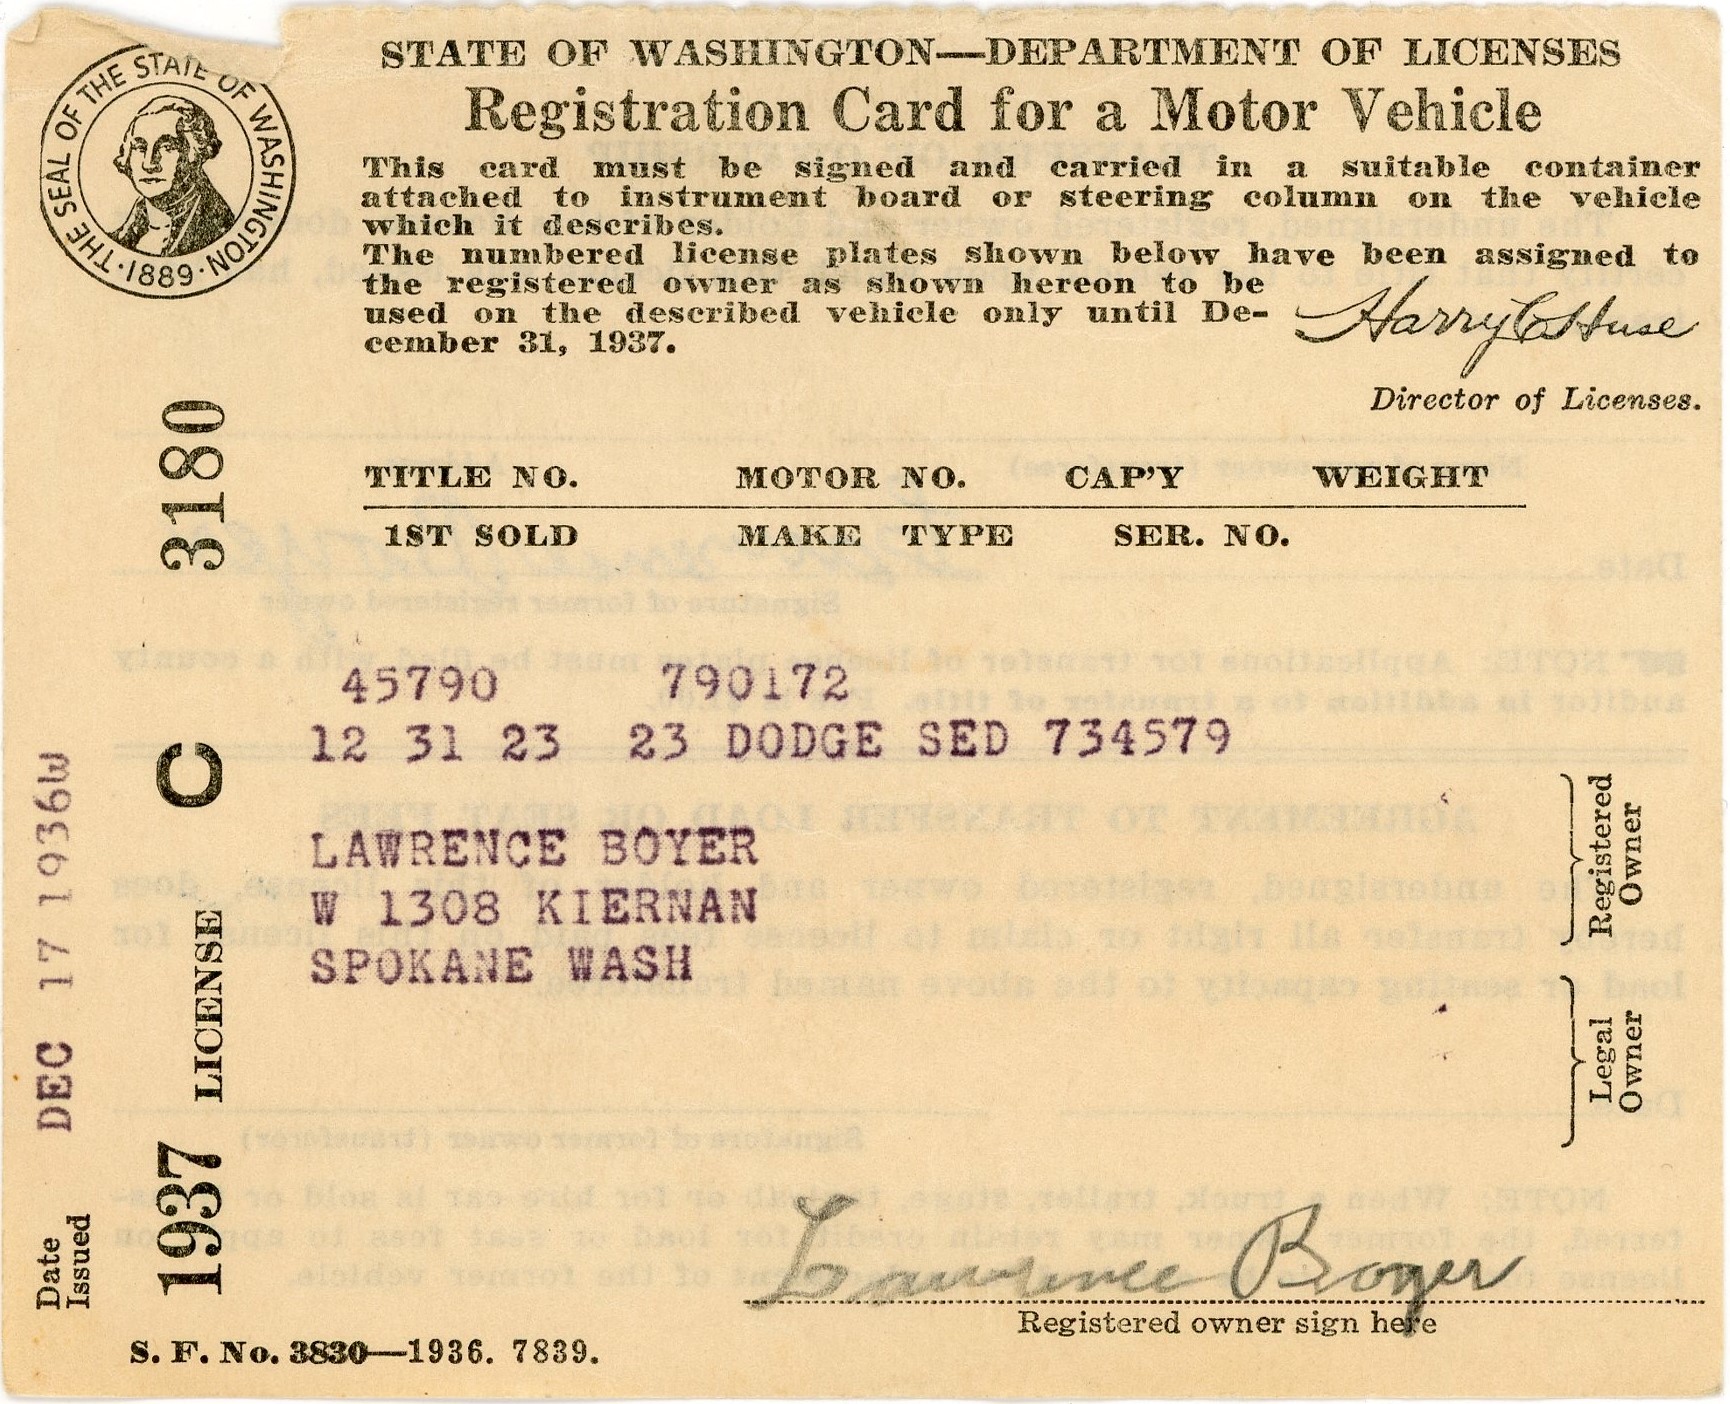 THE SEAL OF THE STATE OF WASHINGTON · 1889 ·
STATE OF WASHINGTON—DEPARTMENT OF LICENSES
Registration Card for a Motor Vehicle
This card must be signed and carried in a suitable container
attached to instrument board or steering column on the vehicle
which it describes.
The numbered license plates shown below have been assigned to
the registered owner as shown hereon to be
used on the described vehicle only until De-
cember 31, 1937.
Harry C Huse
Director of Licenses.
TITLE NO. MOTOR NO. CAP'Y WEIGHT
1ST SOLD MAKE TYPE SER. NO.
45790 790172
12 31 23 23 DODGE SED 734579
LAWRENCE BOYER
W 1308 KIERNAN
SPOKANE WASH
Registered
Owner
Legal
Owner
1937 LICENSE C 3180
Date
Issued
DEC 17 1936W
Lawrence Boyer
Registered owner sign here
S. F. No. 3830—1936. 7839.